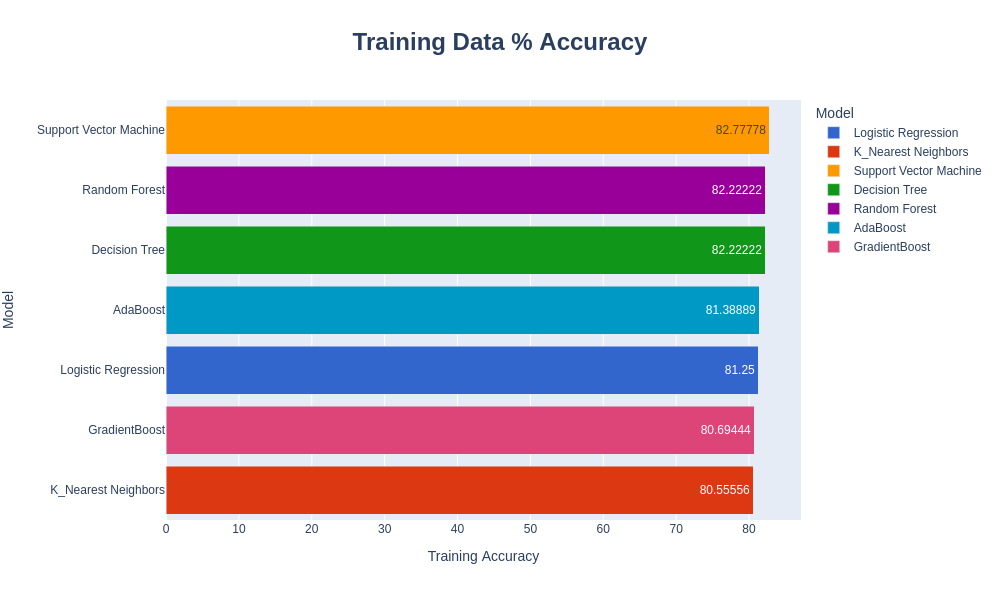 Training Data % Accuracy
Support Vector Machine
82.77778
Random Forest
82.22222
Decision Tree
82.22222
AdaBoost
81.38889
Logistic Regression
81.25
GradientBoost
80.69444
K_Nearest Neighbors
80.55556
Model
0 10 20 30 40 50 60 70 80
Training Accuracy
Model
Logistic Regression
K_Nearest Neighbors
Support Vector Machine
Decision Tree
Random Forest
AdaBoost
GradientBoost